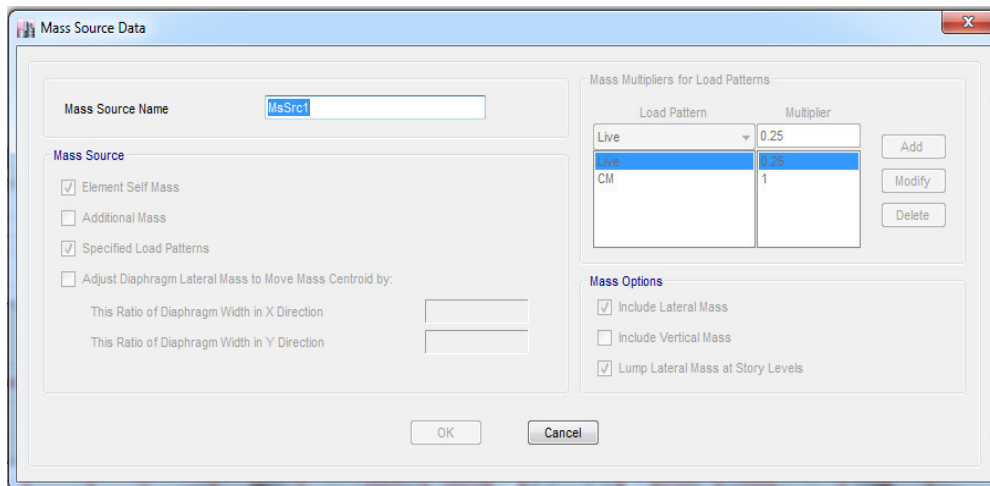 Mass Source Data
Mass Source Name
MsSrc1
Mass Source
Element Self Mass
Additional Mass
Specified Load Patterns
Adjust Diaphragm Lateral Mass to Move Mass Centroid by:
This Ratio of Diaphragm Width in X Direction
This Ratio of Diaphragm Width in Y Direction
Mass Multipliers for Load Patterns
Load Pattern Multiplier
Live 0.25
Live 0.25
CM 1
Add
Modify
Delete
Mass Options
Include Lateral Mass
Include Vertical Mass
Lump Lateral Mass at Story Levels
OK Cancel